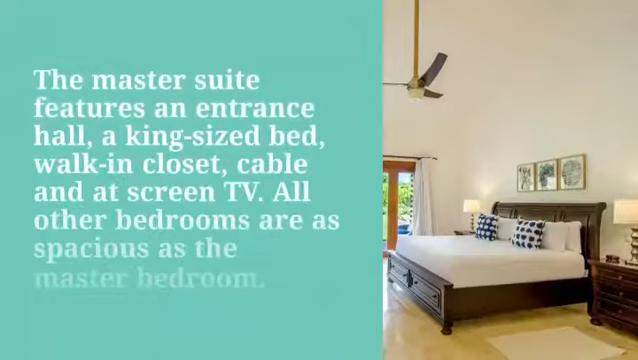 The master suite
features an entrance
hall, a king-sized bed,
walk-in closet, cable
and at screen TV. All
other bedrooms are as
spacious as the
master bedroom.